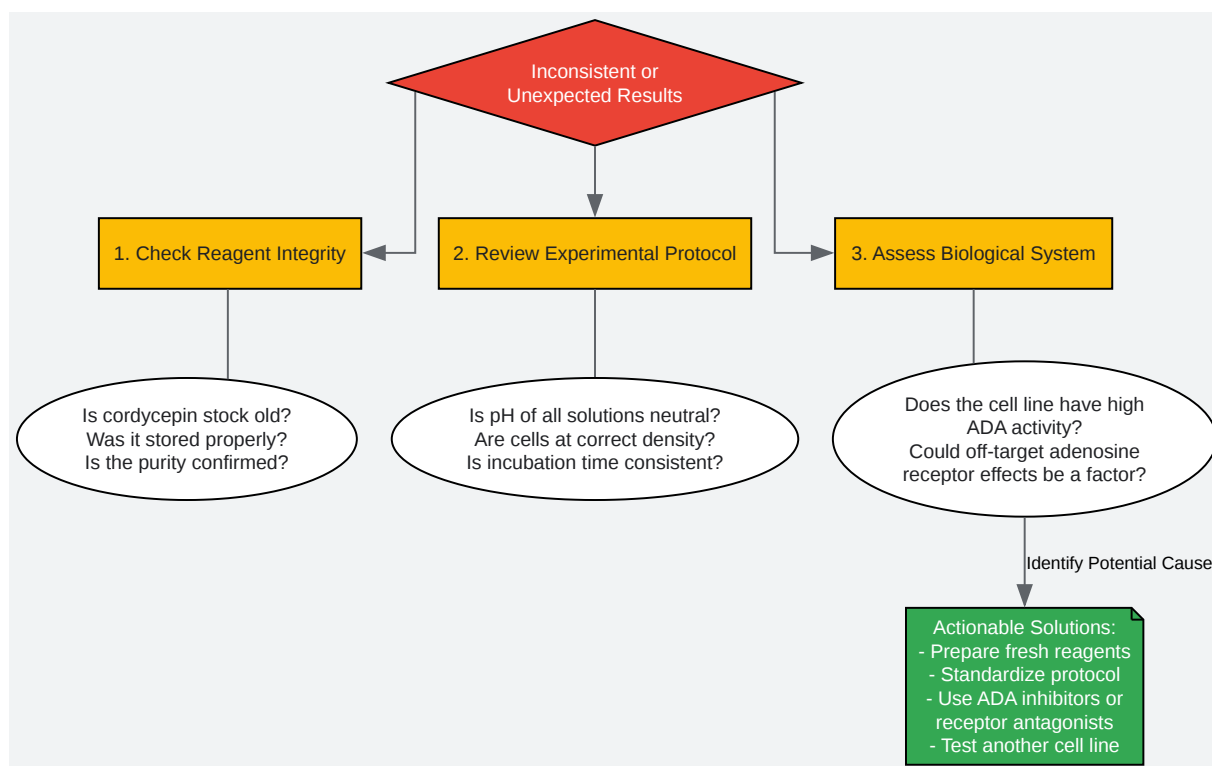 Inconsistent or
Unexpected Results
1. Check Reagent Integrity
2. Review Experimental Protocol
3. Assess Biological System
Is cordycepin stock old?
Was it stored properly?
Is the purity confirmed?
Is pH of all solutions neutral?
Are cells at correct density?
Is incubation time consistent?
Does the cell line have high
ADA activity?
Could off-target adenosine
receptor effects be a factor?
Identify Potential Cause
Actionable Solutions:
- Prepare fresh reagents
- Standardize protocol
- Use ADA inhibitors or
receptor antagonists
- Test another cell line